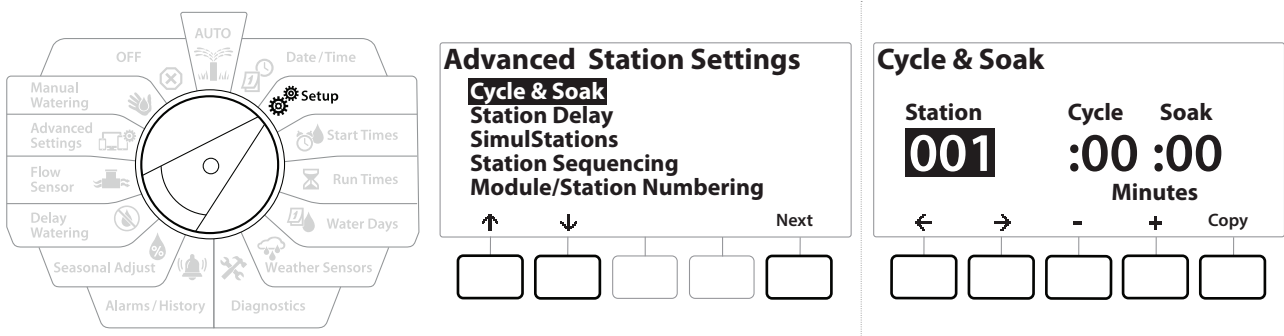 AUTO
OFF
Date / Time
Manual
Watering
Setup
Advanced
Settings
Start Times
Flow
Sensor
Run Times
Delay
Watering
Water Days
Seasonal Adjust
Weather Sensors
Alarms / History
Diagnostics
Advanced Station Settings
Cycle & Soak
Station Delay
SimulStations
Station Sequencing
Module/Station Numbering
↑ ↓ Next
Cycle & Soak
Station Cycle Soak
001 :00 :00
Minutes
← → - + Copy